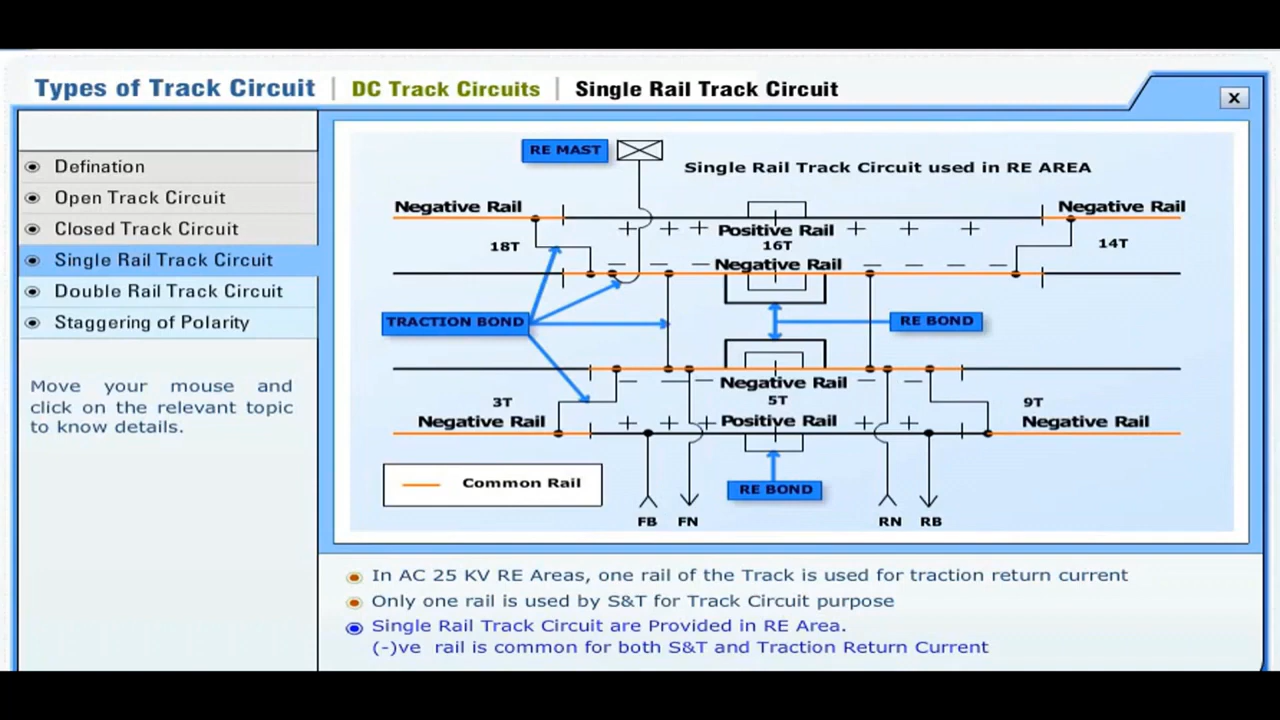 Types of Track Circuit | DC Track Circuits | Single Rail Track Circuit
X
Defination
Open Track Circuit
Closed Track Circuit
Single Rail Track Circuit
Double Rail Track Circuit
Staggering of Polarity
Move your mouse and
click on the relevant topic
to know details.
RE MAST
Single Rail Track Circuit used in RE AREA
Negative Rail
Negative Rail
+ + + Positive Rail + + +
18T
16T
14T
– – – Negative Rail – – – –
TRACTION BOND
RE BOND
– – – Negative Rail – –
3T
5T
9T
Negative Rail
+ + + Positive Rail + +
Negative Rail
Common Rail
RE BOND
FB
FN
RN
RB
In AC 25 KV RE Areas, one rail of the Track is used for traction return current
Only one rail is used by S&T for Track Circuit purpose
Single Rail Track Circuit are Provided in RE Area.
(-)ve rail is common for both S&T and Traction Return Current